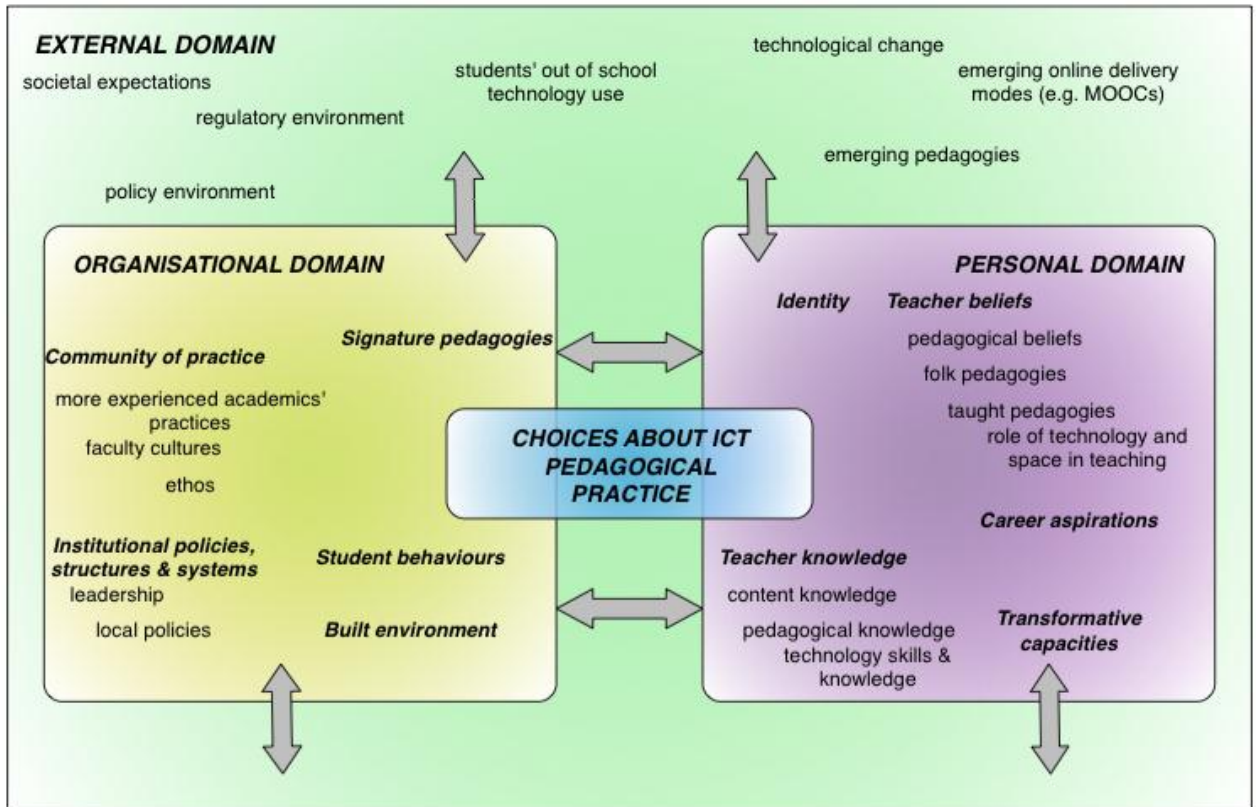 EXTERNAL DOMAIN
societal expectations
regulatory environment
policy environment
students' out of school
technology use
technological change
emerging online delivery
modes (e.g. MOOCs)
emerging pedagogies
ORGANISATIONAL DOMAIN
Signature pedagogies
Community of practice
more experienced academics'
practices
faculty cultures
ethos
Institutional policies,
structures & systems
leadership
local policies
Student behaviours
Built environment
CHOICES ABOUT ICT
PEDAGOGICAL
PRACTICE
PERSONAL DOMAIN
Identity
Teacher beliefs
pedagogical beliefs
folk pedagogies
taught pedagogies
role of technology and
space in teaching
Career aspirations
Teacher knowledge
content knowledge
pedagogical knowledge
technology skills &
knowledge
Transformative
capacities